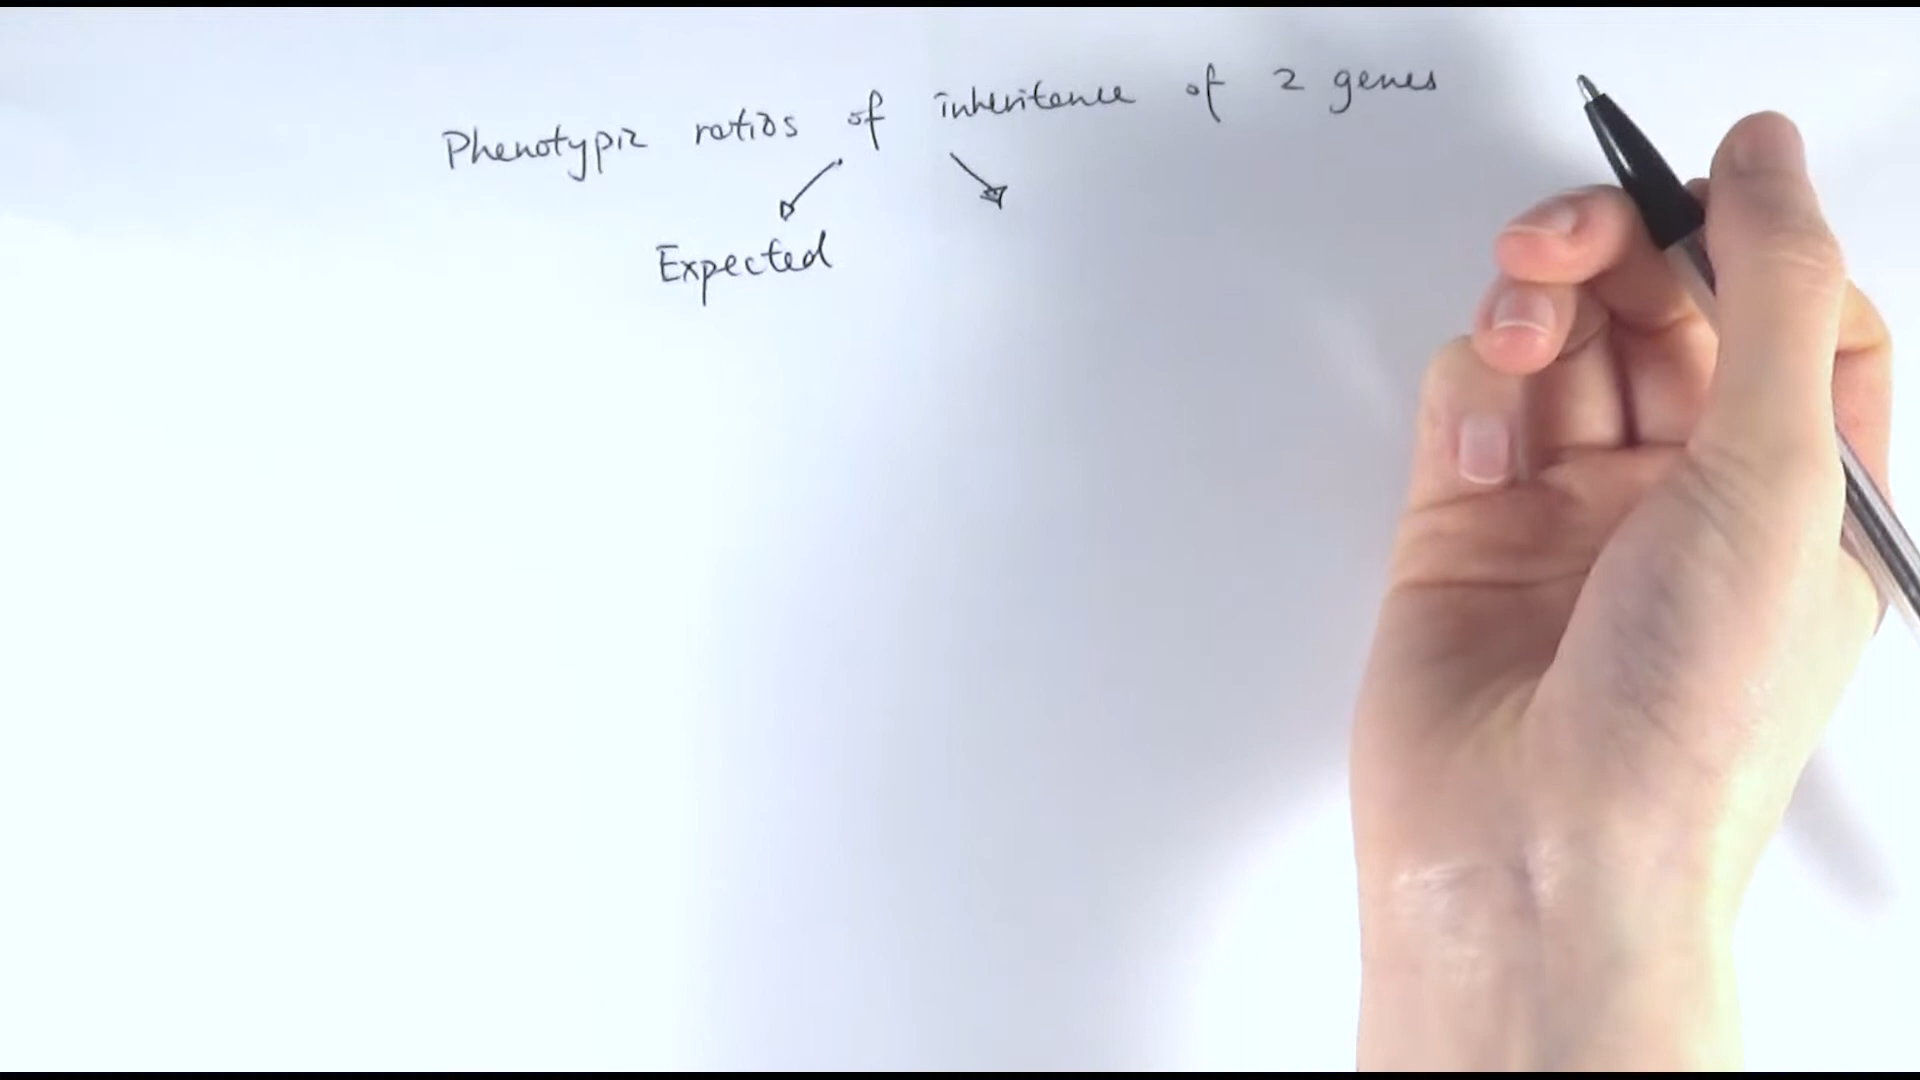 Phenotypic ratios of inheritance of 2 genes
Expected